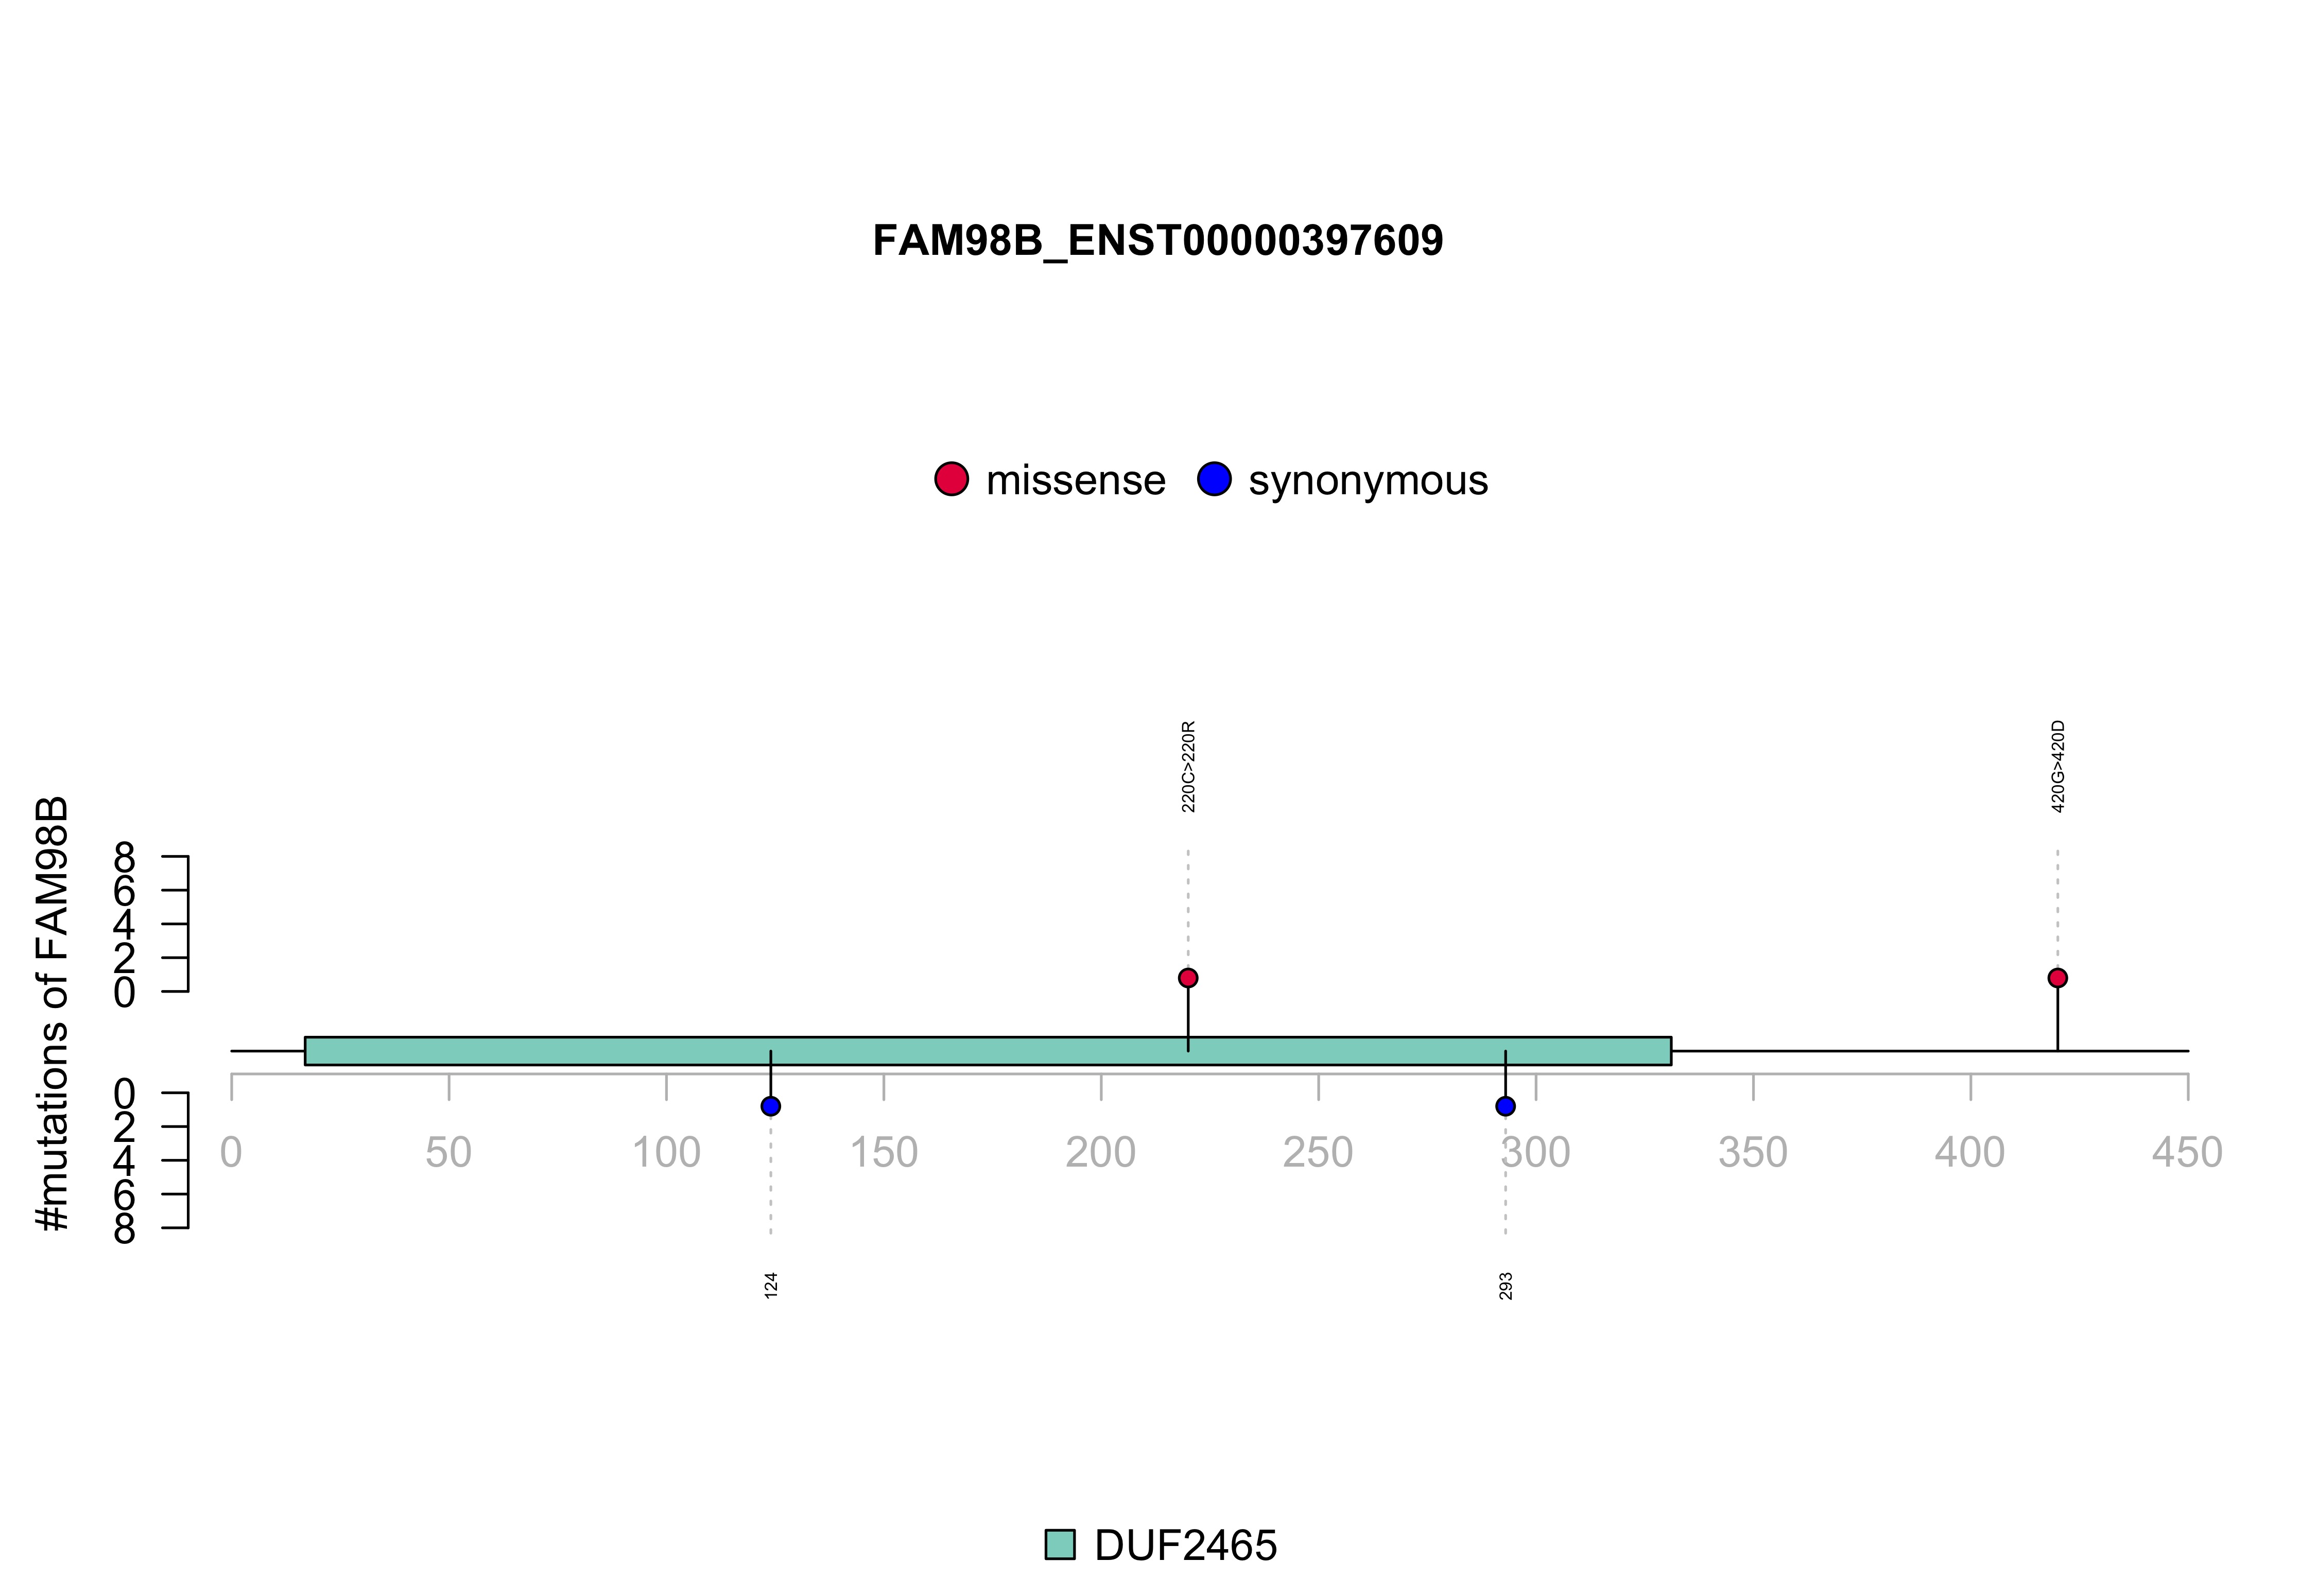 FAM98B_ENST00000397609
missense synonymous
220C>220R
420G>420D
#mutations of FAM98B
8
6
4
2
0
0
2
4
6
8
0 50 100 150 200 250 300 350 400 450
124
293
DUF2465